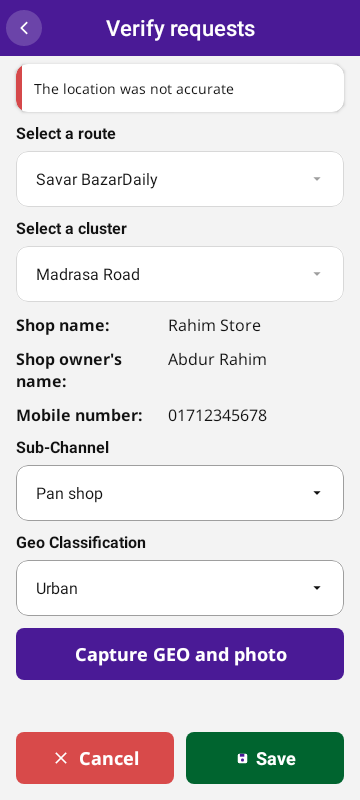 Verify requests
The location was not accurate
Select a route
Savar BazarDaily
Select a cluster
Madrasa Road
Shop name: Rahim Store
Shop owner's Abdur Rahim
name:
Mobile number: 01712345678
Sub-Channel
Pan shop
Geo Classification
Urban
Capture GEO and photo
Cancel Save